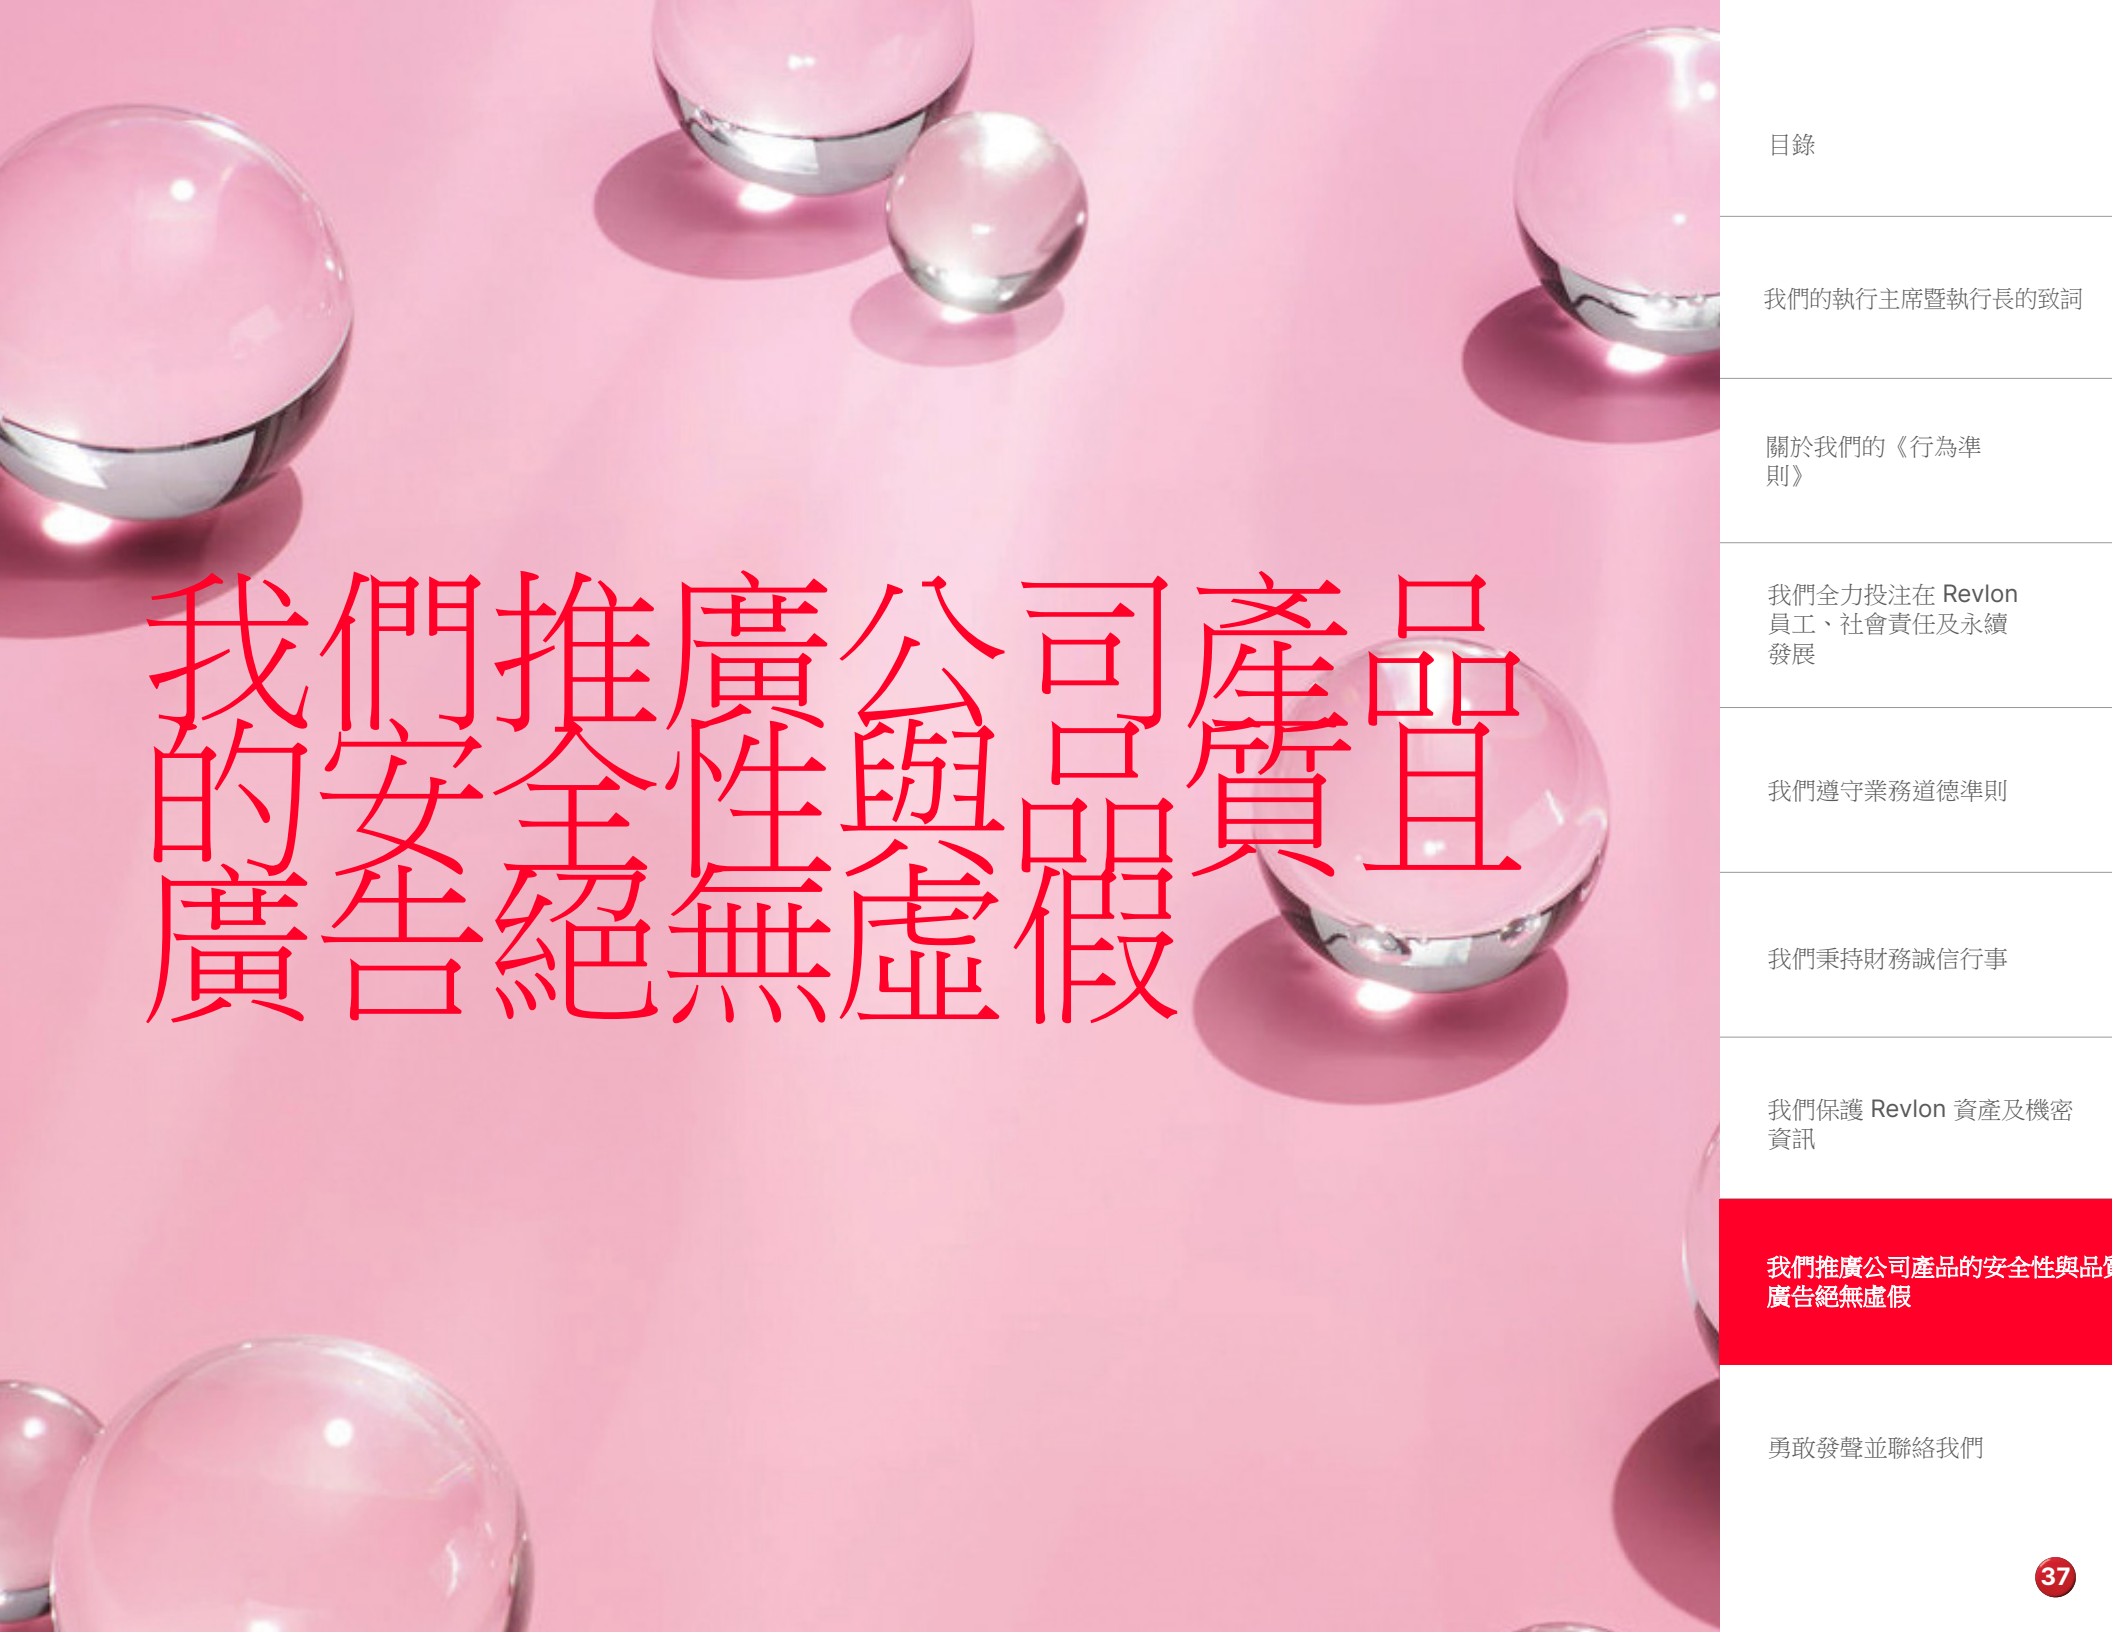 我們推廣公司產品
的安全性與品質且
廣告絕無虛假
目錄
我們的執行主席暨執行長的致詞
關於我們的《行為準
則》
我們全力投注在 Revlon
員工、社會責任及永續
發展
我們遵守業務道德準則
我們秉持財務誠信行事
我們保護 Revlon 資產及機密
資訊
我們推廣公司產品的安全性與品質
廣告絕無虛假
勇敢發聲並聯絡我們
37